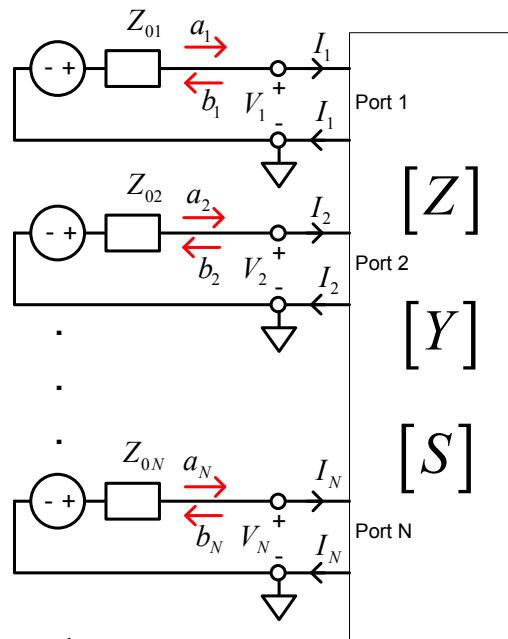 Z₀₁ a₁ I₁
- +
b₁ V₁ + Port 1
- I₁
[Z]
Z₀₂ a₂ I₂
- +
b₂ V₂ + Port 2
- I₂
[Y]
.
.
.
[S]
Z₀N aN IN
- +
bN VN + Port N
- IN